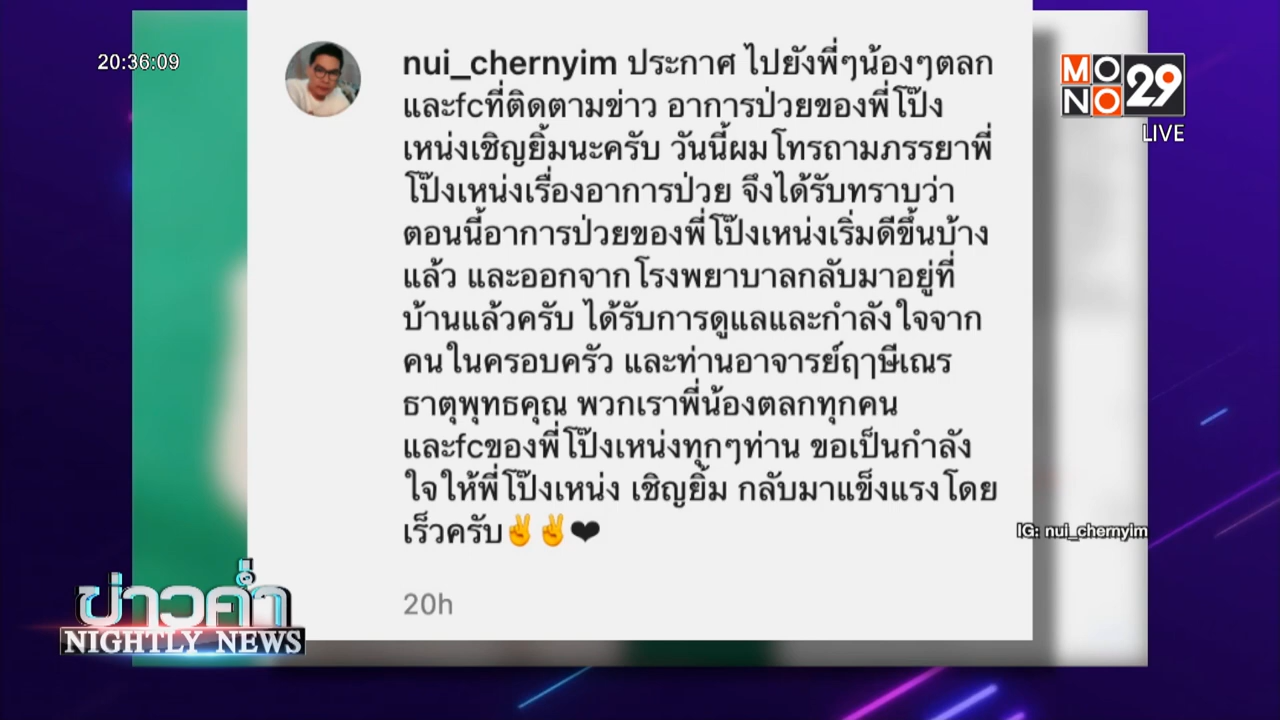 20:36:09
MONO 29
LIVE
nui_chernyim ประกาศ ไปยังพี่ๆน้องๆตลก
และfcที่ติดตามข่าว อาการป่วยของพี่โป๊ง
เหน่งเชิญยิ้มนะครับ วันนี้ผมโทรถามภรรยาพี่
โป๊งเหน่งเรื่องอาการป่วย จึงได้รับทราบว่า
ตอนนี้อาการป่วยของพี่โป๊งเหน่งเริ่มดีขึ้นบ้าง
แล้ว และออกจากโรงพยาบาลกลับมาอยู่ที่
บ้านแล้วครับ ได้รับการดูแลและกำลังใจจาก
คนในครอบครัว และท่านอาจารย์ฤๅษีเณร
ธาตุพุทธคุณ พวกเราพี่น้องตลกทุกคน
และfcของพี่โป๊งเหน่งทุกๆท่าน ขอเป็นกำลัง
ใจให้พี่โป๊งเหน่ง เชิญยิ้ม กลับมาแข็งแรงโดย
เร็วครับ✌️✌️❤
20h
IG: nui_chernyim
ข่าวค่ำ
NIGHTLY NEWS